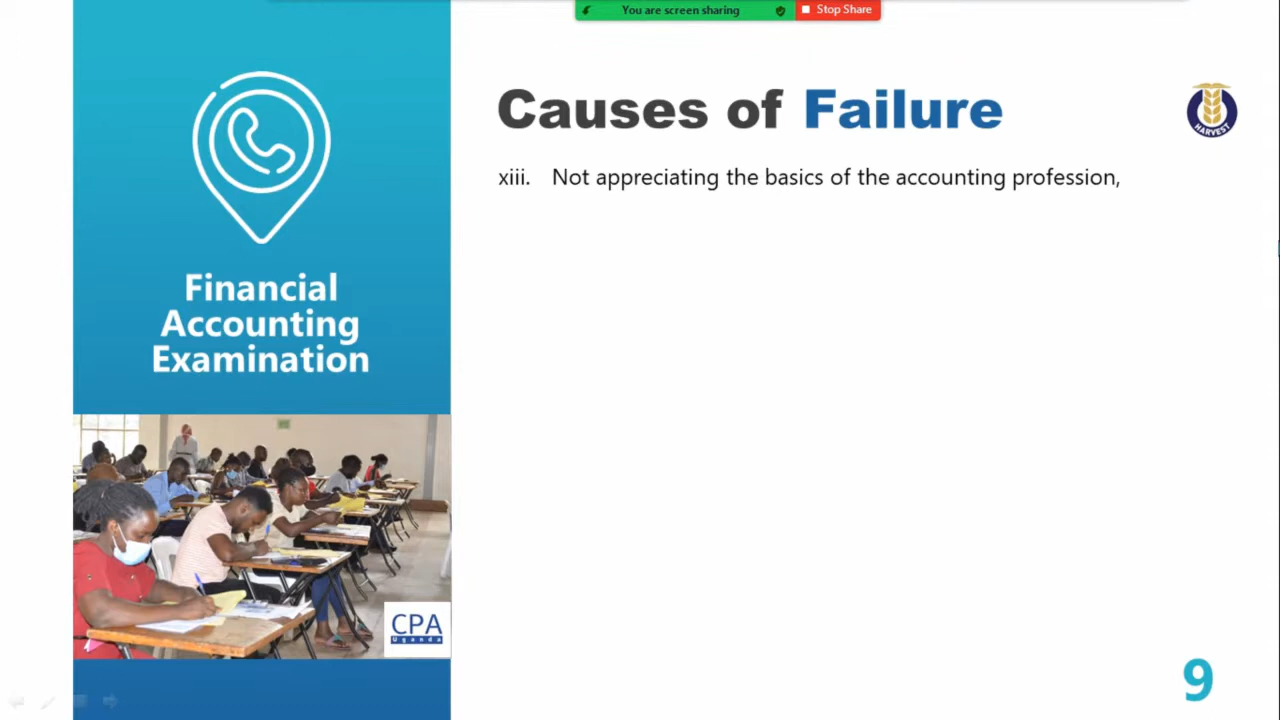 You are screen sharing
Stop Share
Causes of Failure
HARVEST
xiii. Not appreciating the basics of the accounting profession,
Financial
Accounting
Examination
CPA
Uganda
9